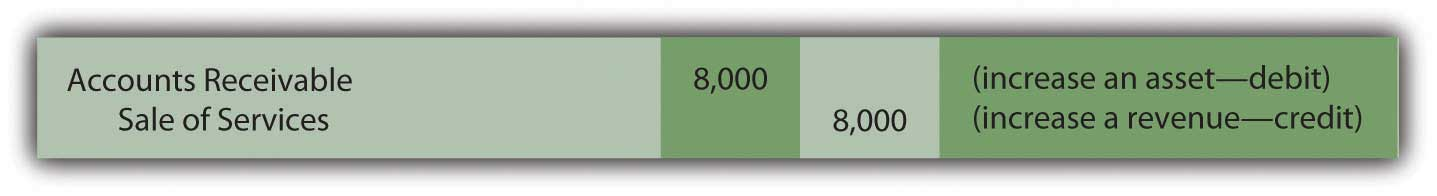 Accounts Receivable 8,000 (increase an asset—debit)
Sale of Services 8,000 (increase a revenue—credit)